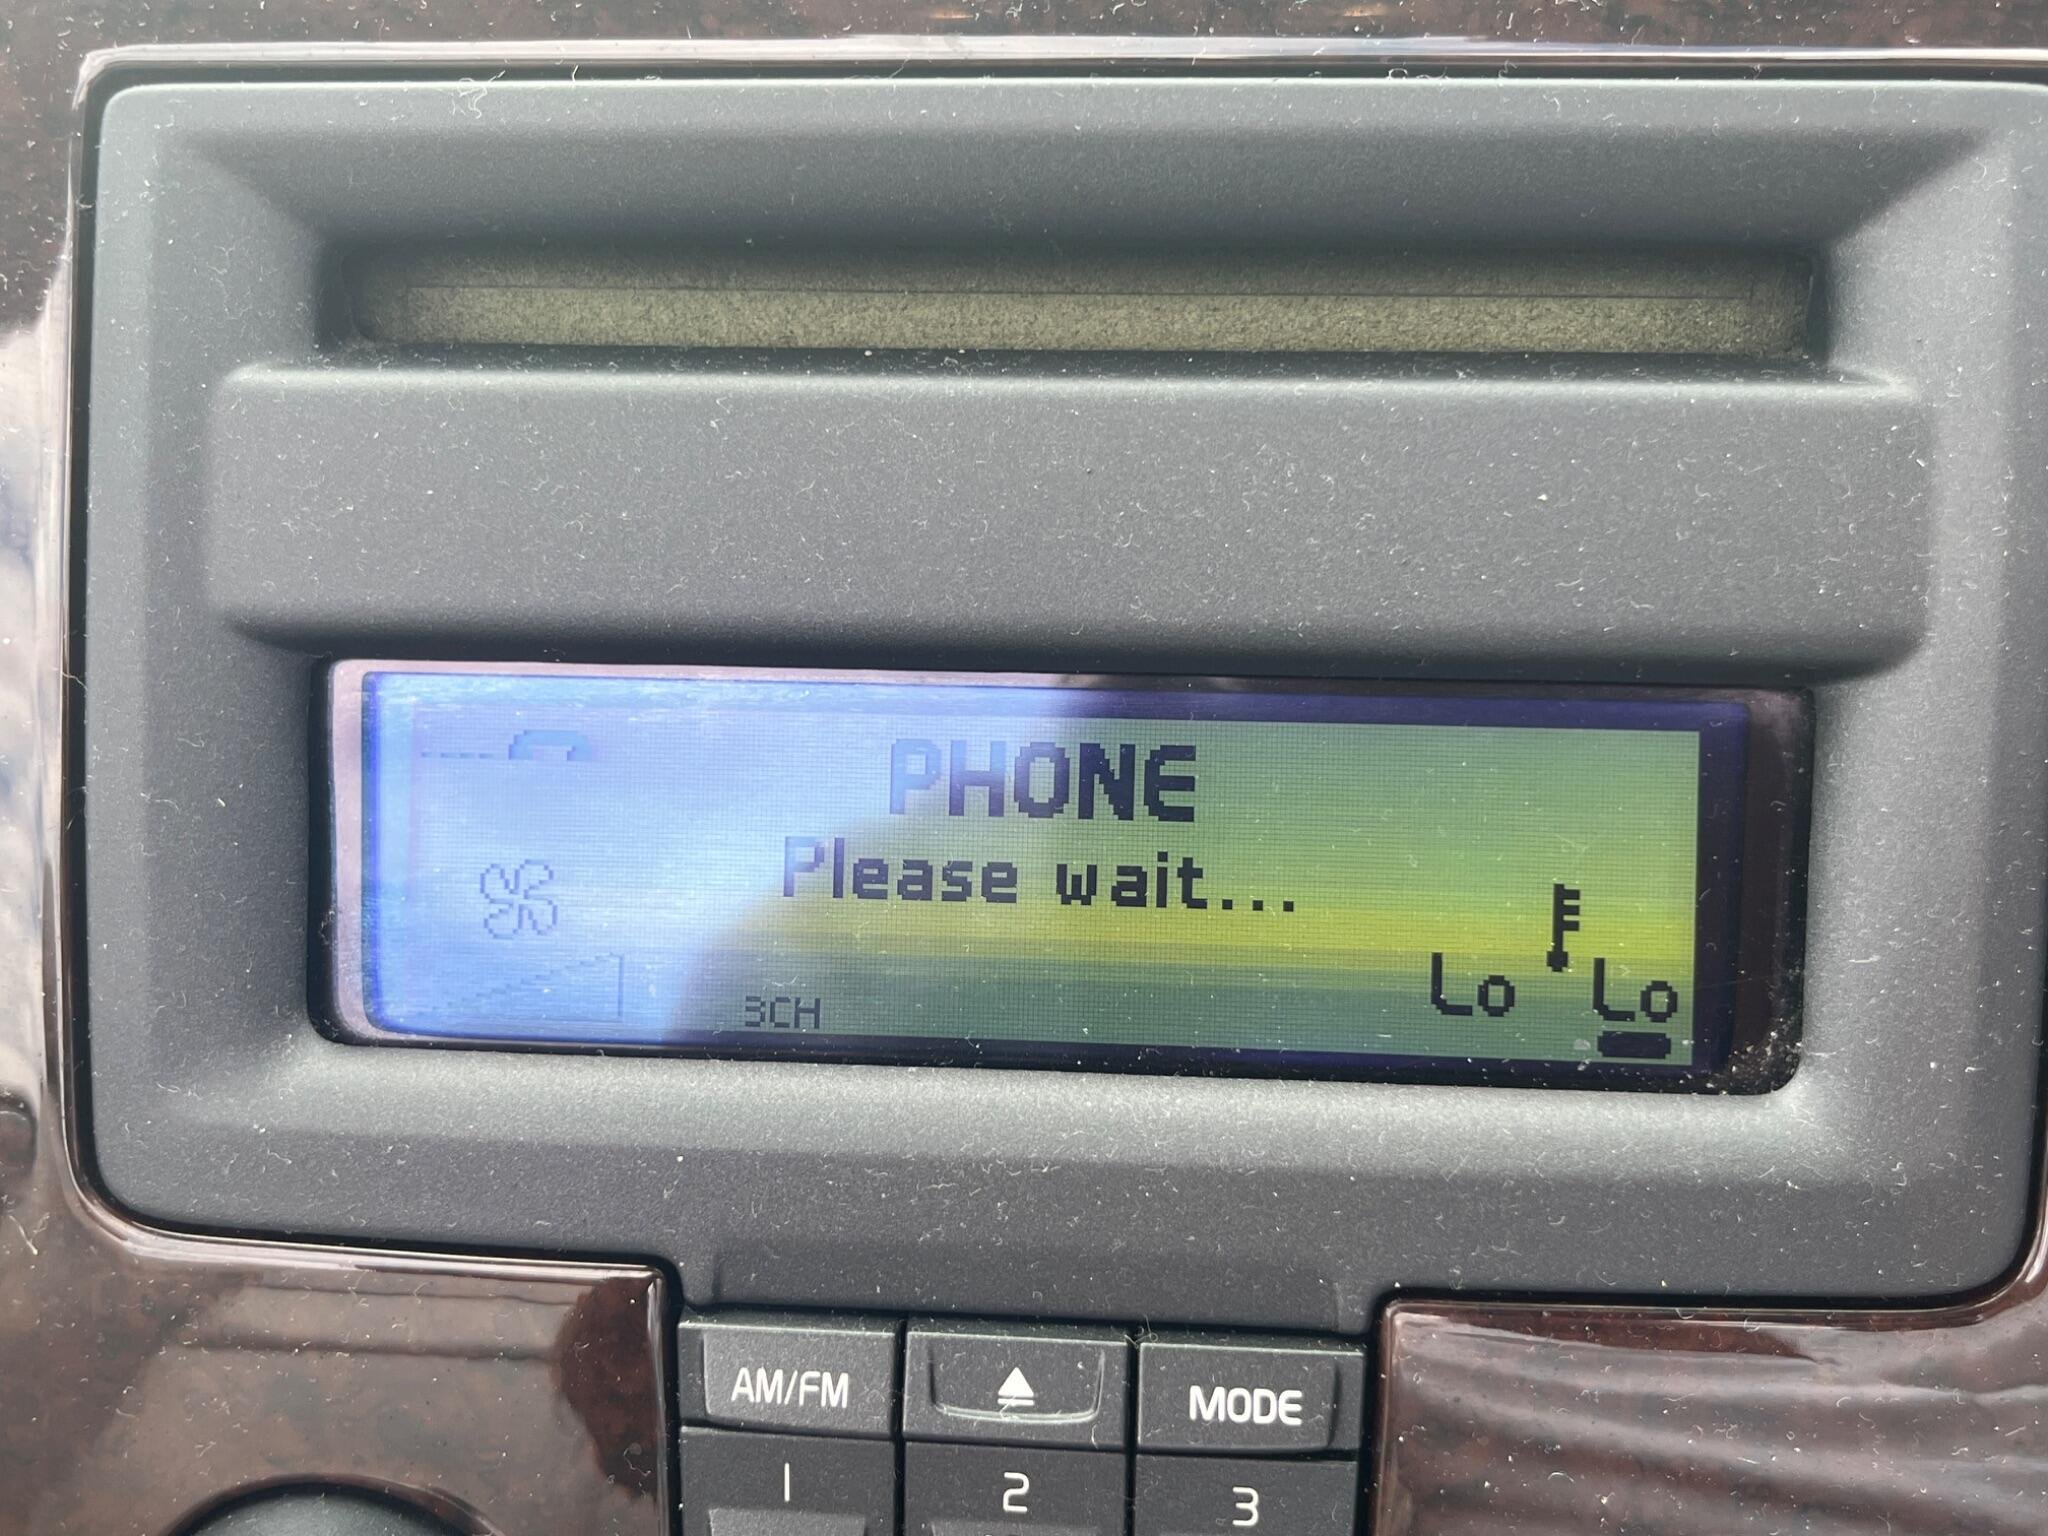 PHONE
Please wait...
Lo Lo
3CH
AM/FM
MODE
1
2
3